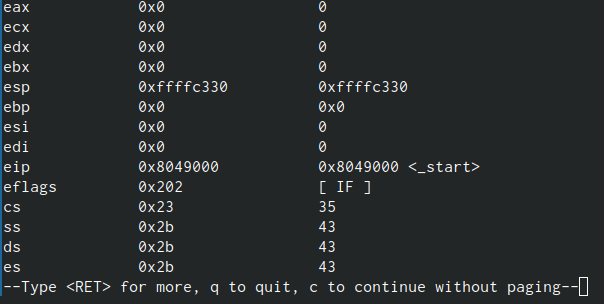 eax 0x0 0
ecx 0x0 0
edx 0x0 0
ebx 0x0 0
esp 0xffffc330 0xffffc330
ebp 0x0 0x0
esi 0x0 0
edi 0x0 0
eip 0x8049000 0x8049000 <_start>
eflags 0x202 [ IF ]
cs 0x23 35
ss 0x2b 43
ds 0x2b 43
es 0x2b 43
--Type <RET> for more, q to quit, c to continue without paging--